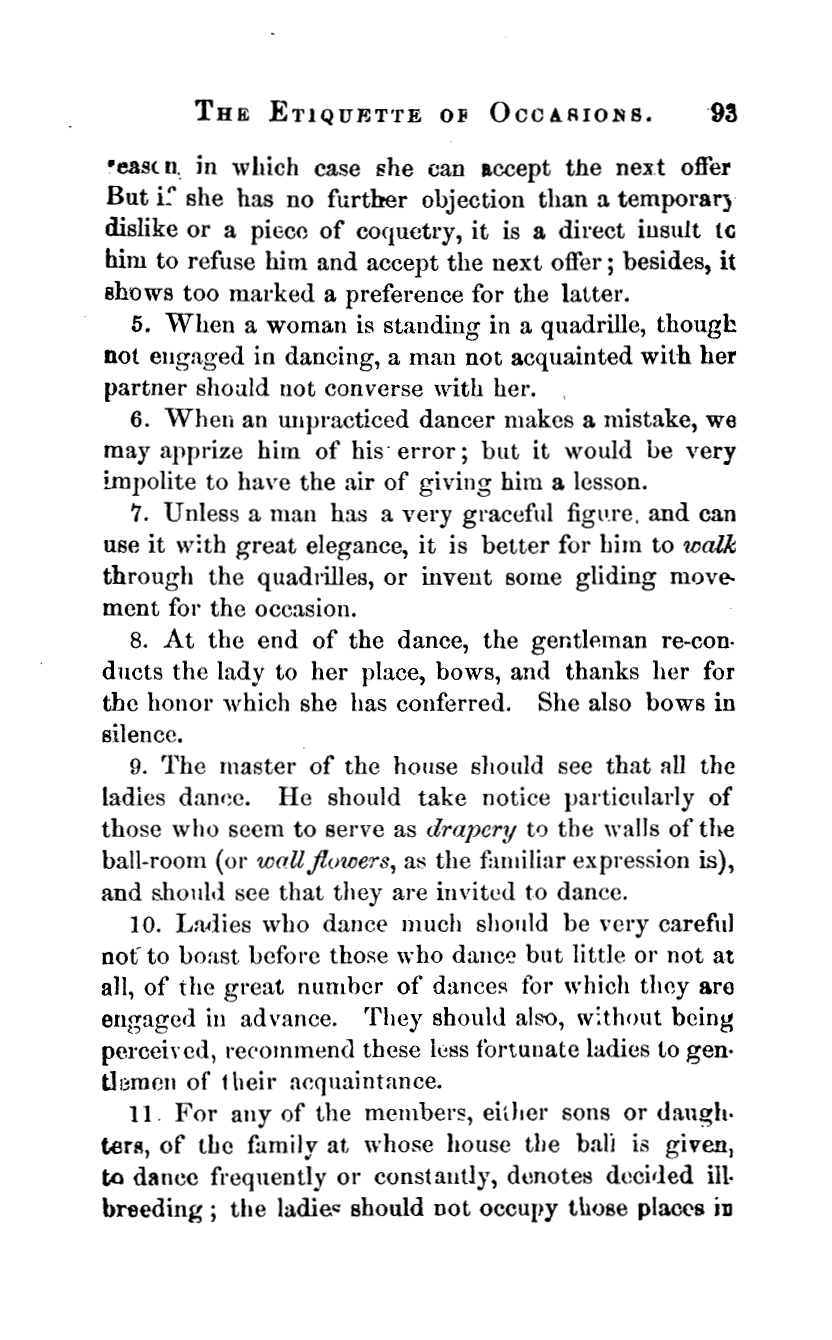 THE ETIQUETTE OF OCCASIONS. 93
reason, in which case she can accept the next offer
But if she has no further objection than a temporary
dislike or a piece of coquetry, it is a direct insult to
him to refuse him and accept the next offer; besides, it
shows too marked a preference for the latter.
5. When a woman is standing in a quadrille, though
not engaged in dancing, a man not acquainted with her
partner should not converse with her.
6. When an unpracticed dancer makes a mistake, we
may apprize him of his error; but it would be very
impolite to have the air of giving him a lesson.
7. Unless a man has a very graceful figure, and can
use it with great elegance, it is better for him to walk
through the quadrilles, or invent some gliding move-
ment for the occasion.
8. At the end of the dance, the gentleman re-con-
ducts the lady to her place, bows, and thanks her for
the honor which she has conferred. She also bows in
silence.
9. The master of the house should see that all the
ladies dance. He should take notice particularly of
those who seem to serve as drapery to the walls of the
ball-room (or wall flowers, as the familiar expression is),
and should see that they are invited to dance.
10. Ladies who dance much should be very careful
not to boast before those who dance but little or not at
all, of the great number of dances for which they are
engaged in advance. They should also, without being
perceived, recommend these less fortunate ladies to gen-
tlemen of their acquaintance.
11. For any of the members, either sons or daugh-
ters, of the family at whose house the ball is given,
to dance frequently or constantly, denotes decided ill-
breeding; the ladies should not occupy those places in